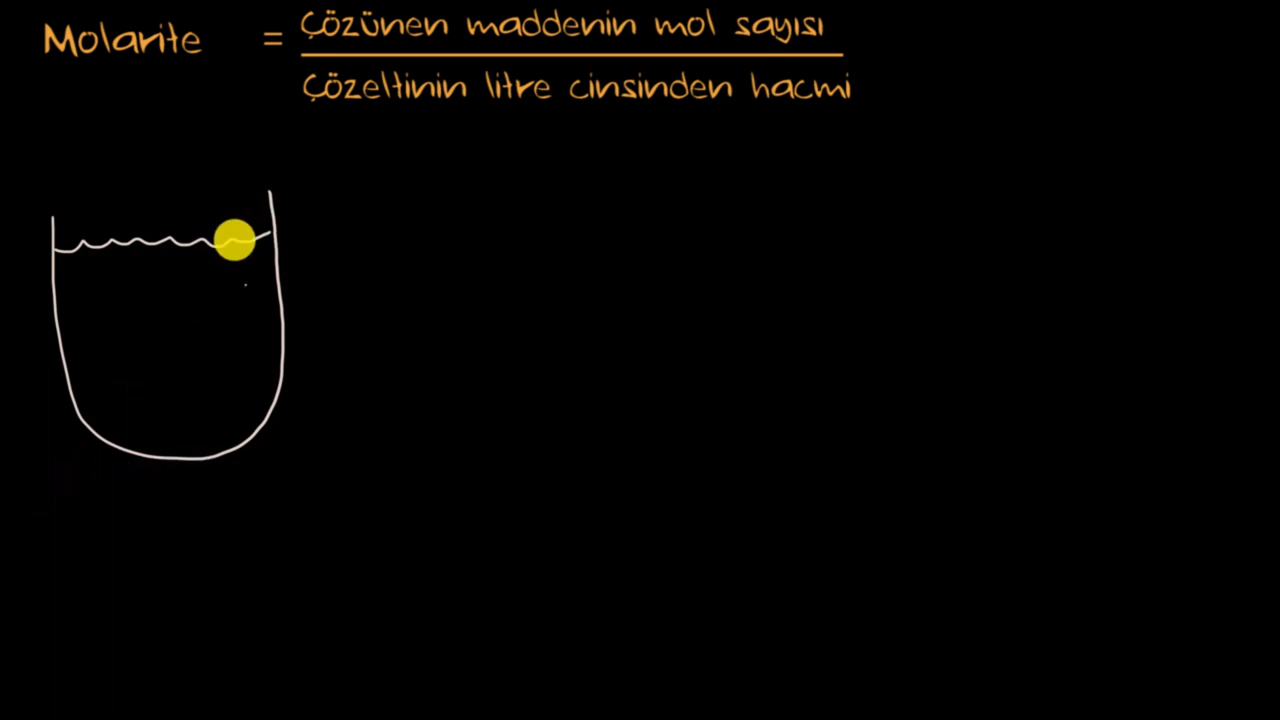 Molarite = çözünen maddenin mol sayısı
çözeltinin litre cinsinden hacmi